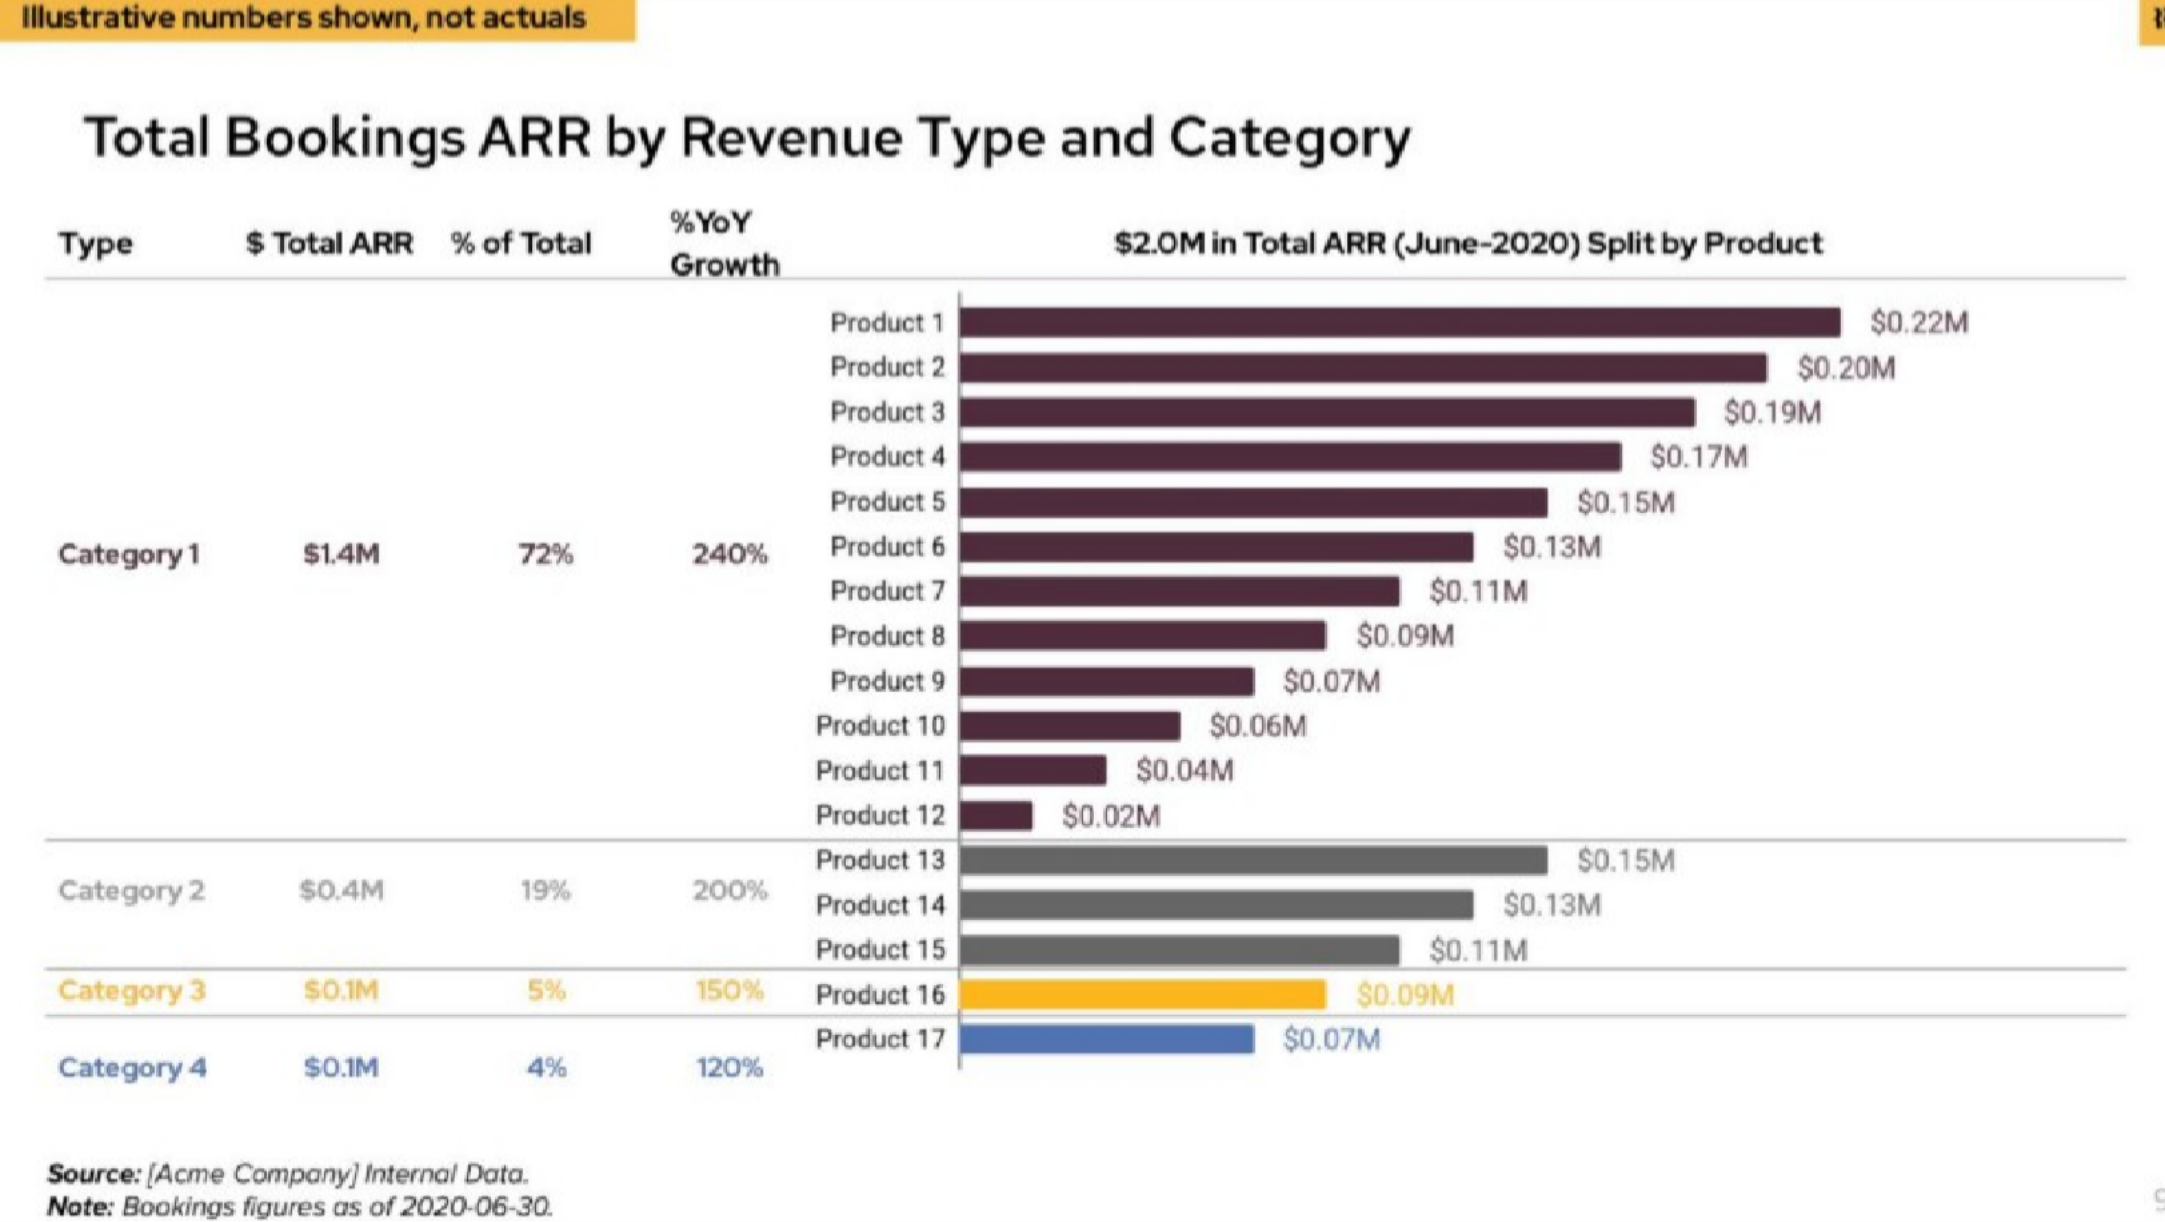 Illustrative numbers shown, not actuals
Total Bookings ARR by Revenue Type and Category
Type $ Total ARR % of Total %YoY Growth $2.0M in Total ARR (June-2020) Split by Product
Product 1 $0.22M
Product 2 $0.20M
Product 3 $0.19M
Product 4 $0.17M
Product 5 $0.15M
Category 1 $1.4M 72% 240% Product 6 $0.13M
Product 7 $0.11M
Product 8 $0.09M
Product 9 $0.07M
Product 10 $0.06M
Product 11 $0.04M
Product 12 $0.02M
Product 13 $0.15M
Category 2 $0.4M 19% 200% Product 14 $0.13M
Product 15 $0.11M
Category 3 $0.1M 5% 150% Product 16 $0.09M
Product 17 $0.07M
Category 4 $0.1M 4% 120%
Source: [Acme Company] Internal Data.
Note: Bookings figures as of 2020-06-30.